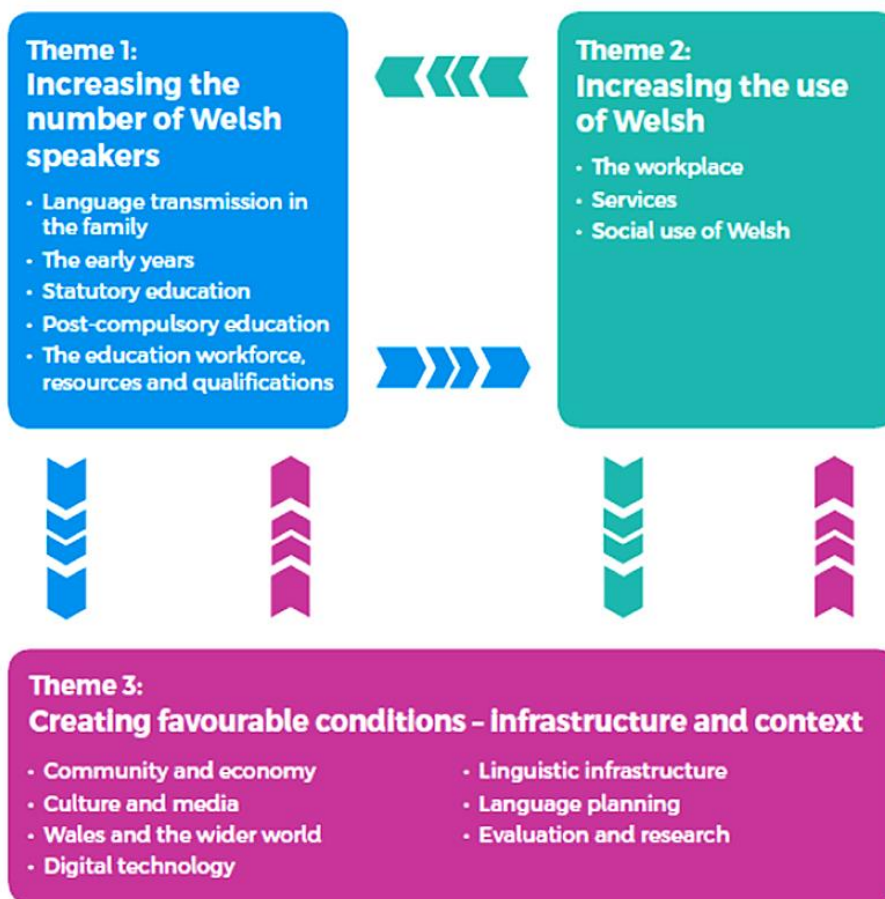 Theme 1:
Increasing the
number of Welsh
speakers
• Language transmission in
the family
• The early years
• Statutory education
• Post-compulsory education
• The education workforce,
resources and qualifications
Theme 2:
Increasing the use
of Welsh
• The workplace
• Services
• Social use of Welsh
Theme 3:
Creating favourable conditions – infrastructure and context
• Community and economy
• Culture and media
• Wales and the wider world
• Digital technology
• Linguistic infrastructure
• Language planning
• Evaluation and research